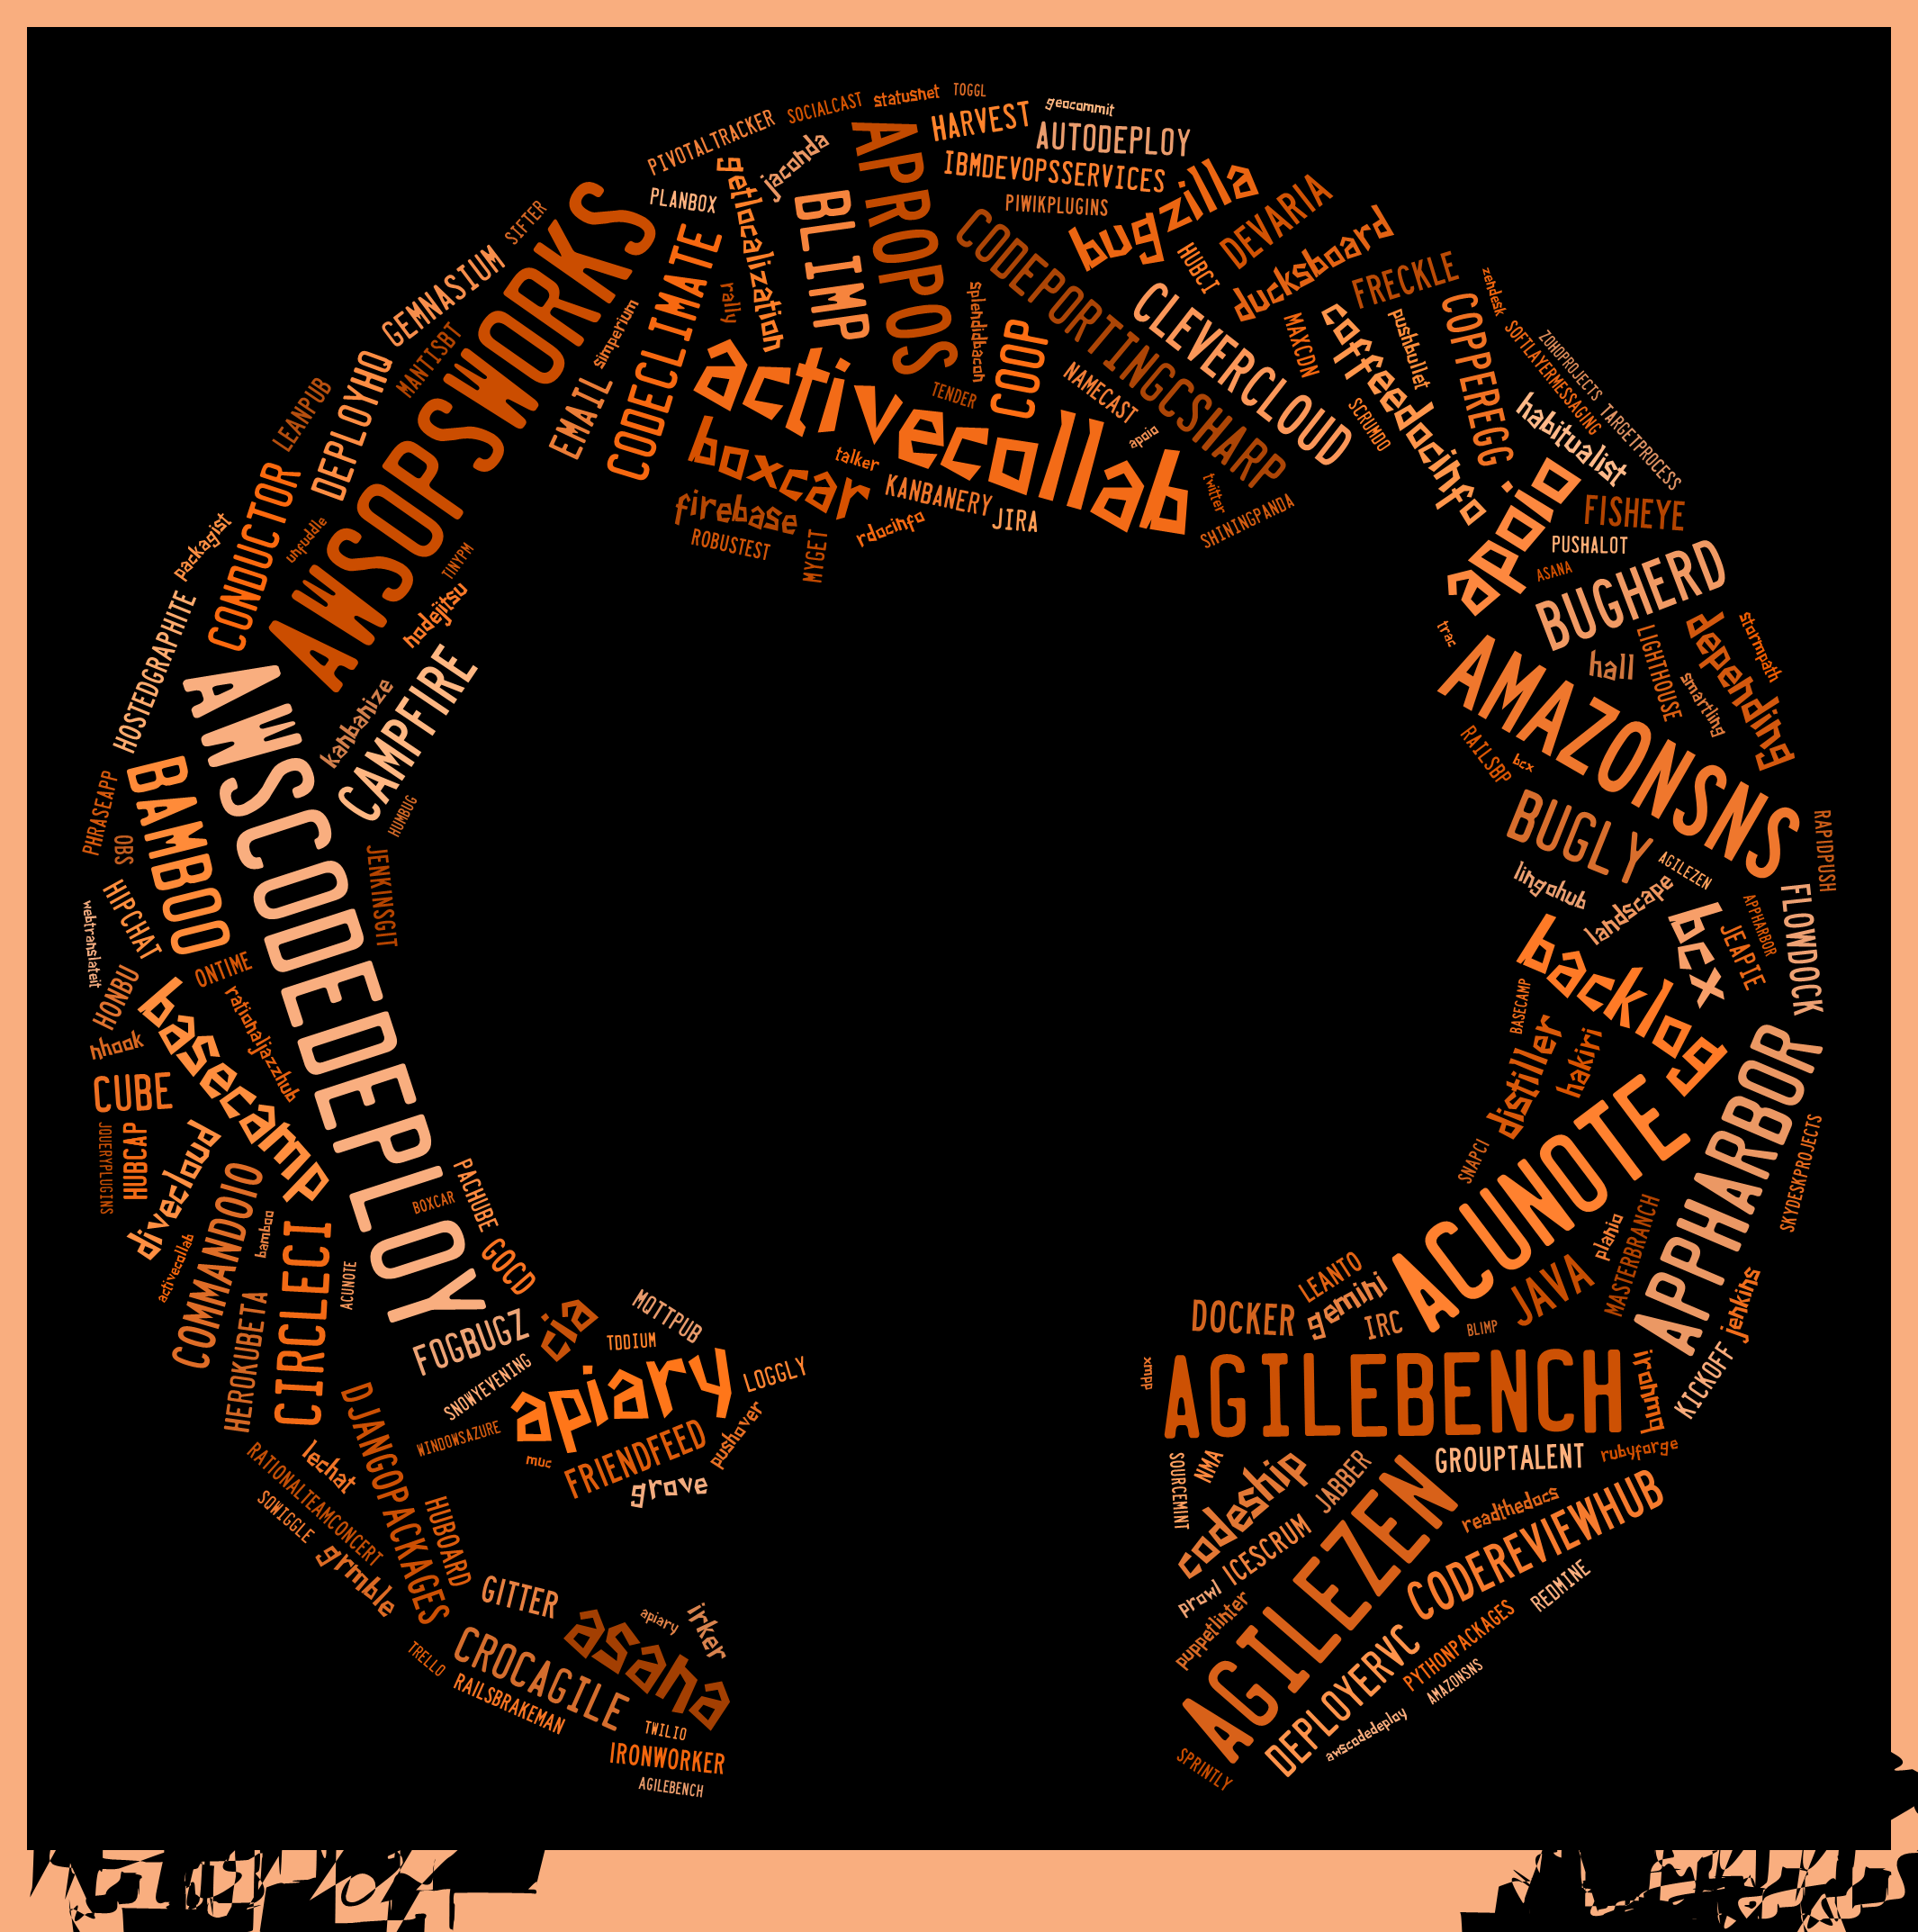 TOGGL
statusnet
SOCIALCAST
PIVOTALTRACKER
HARVEST
geocommit
AUTODEPLOY
IBMDEVOPSSERVICES
PIWIKPLUGINS
APROPOS
jaconda
getlocalization
PLANBOX
BLIMP
bugzilla
DEVARIA
HUBCI
ducksboard
CODEPORTINGCSHARP
CLEVERCLOUD
MAXCDN
FRECKLE
zendesk
SOFTLAYERMESSAGING
ZOHOPROJECTS
TARGETPROCESS
COPPEREGG
pushbullet
coffeedocinfo
SCRUMDO
habitualist
SIFTER
GEMNASIUM
AWSOPSWORKS
MANTISBT
simperium
EMAIL
CODECLIMATE
rally
splendidbacon
COOP
TENDER
NAMECAST
apoio
activecollab
boxcar
talker
KANBANERY
JIRA
firebase
ROBUSTEST
MYGET
rdocinfo
twitter
SHININGPANDA
DEPLOYHQ
LEANPUB
CONDUCTOR
unfuddle
packagist
TINYPM
nodejitsu
apoio
FISHEYE
PUSHALOT
ASANA
BUGHERD
trac
hall
LIGHTHOUSE
smartling
depending
stormpath
AMAZONSNS
RAILSBP
bcx
BUGLY
AGILEZEN
RAPIDPUSH
HOSTEDGRAPHITE
kanbanize
CAMPFIRE
HUMBUG
AWSCODEDEPLOY
BAMBOO
PHRASEAPP
OBS
JENKINSGIT
HIPCHAT
webtranslateit
ONTIME
HONBU
nhook
basecamp
rationaljazzhub
lingohub
landscape
bcx
JEAPIE
APPHARBOR
FLOWDOCK
backlog
BASECAMP
distiller
hakiri
APPHARBOR
SNAPCI
ACUNOTE
SKYDESKPROJECTS
CUBE
JQUERYPLUGINS
HUBCAP
divecloud
activecollab
COMMANDOIO
bamboo
CIRCLECI
ACUNOTE
HEROKUBETA
BOXCAR
PACHUBE
GOCD
FOGBUGZ
cia
TDDIUM
MQTTPUB
SNOWYEVENING
apiary
LOGGLY
WINDOWSAZURE
muc
FRIENDFEED
pushover
grove
LEANTO
gemini
DOCKER
IRC
BLIMP
JAVA
planio
MASTERBRANCH
jenkins
KICKOFF
xmpp
AGILEBENCH
irohma
DJANGOPACKAGES
lechat
RATIONALTEAMCONCERT
SQWIGGLE
grmble
HUBOARD
GITTER
asana
apiary
irker
CROCAGILE
TRELLO
RAILSBRAKEMAN
TWILIO
IRONWORKER
AGILEBENCH
SOURCEMINT
NMA
codeship
JABBER
GROUPTALENT
rubyforge
readthedocs
CODEREVIEWHUB
ICESCRUM
prowl
puppetlinter
AGILEZEN
REDMINE
PYTHONPACKAGES
DEPLOYERVC
AMAZONSNS
awscodedeploy
SPRINTLY